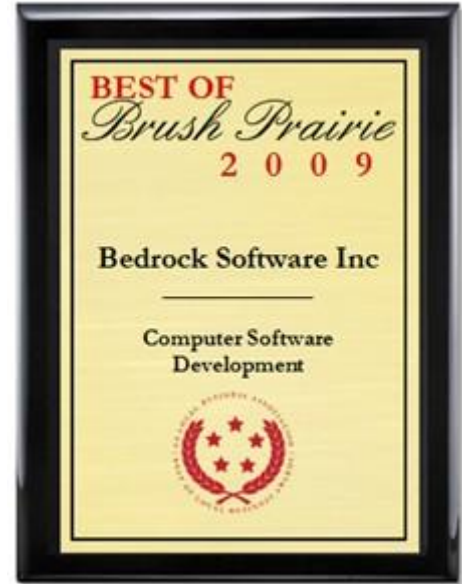 BEST OF
Brush Prairie
2 0 0 9
Bedrock Software Inc
Computer Software
Development